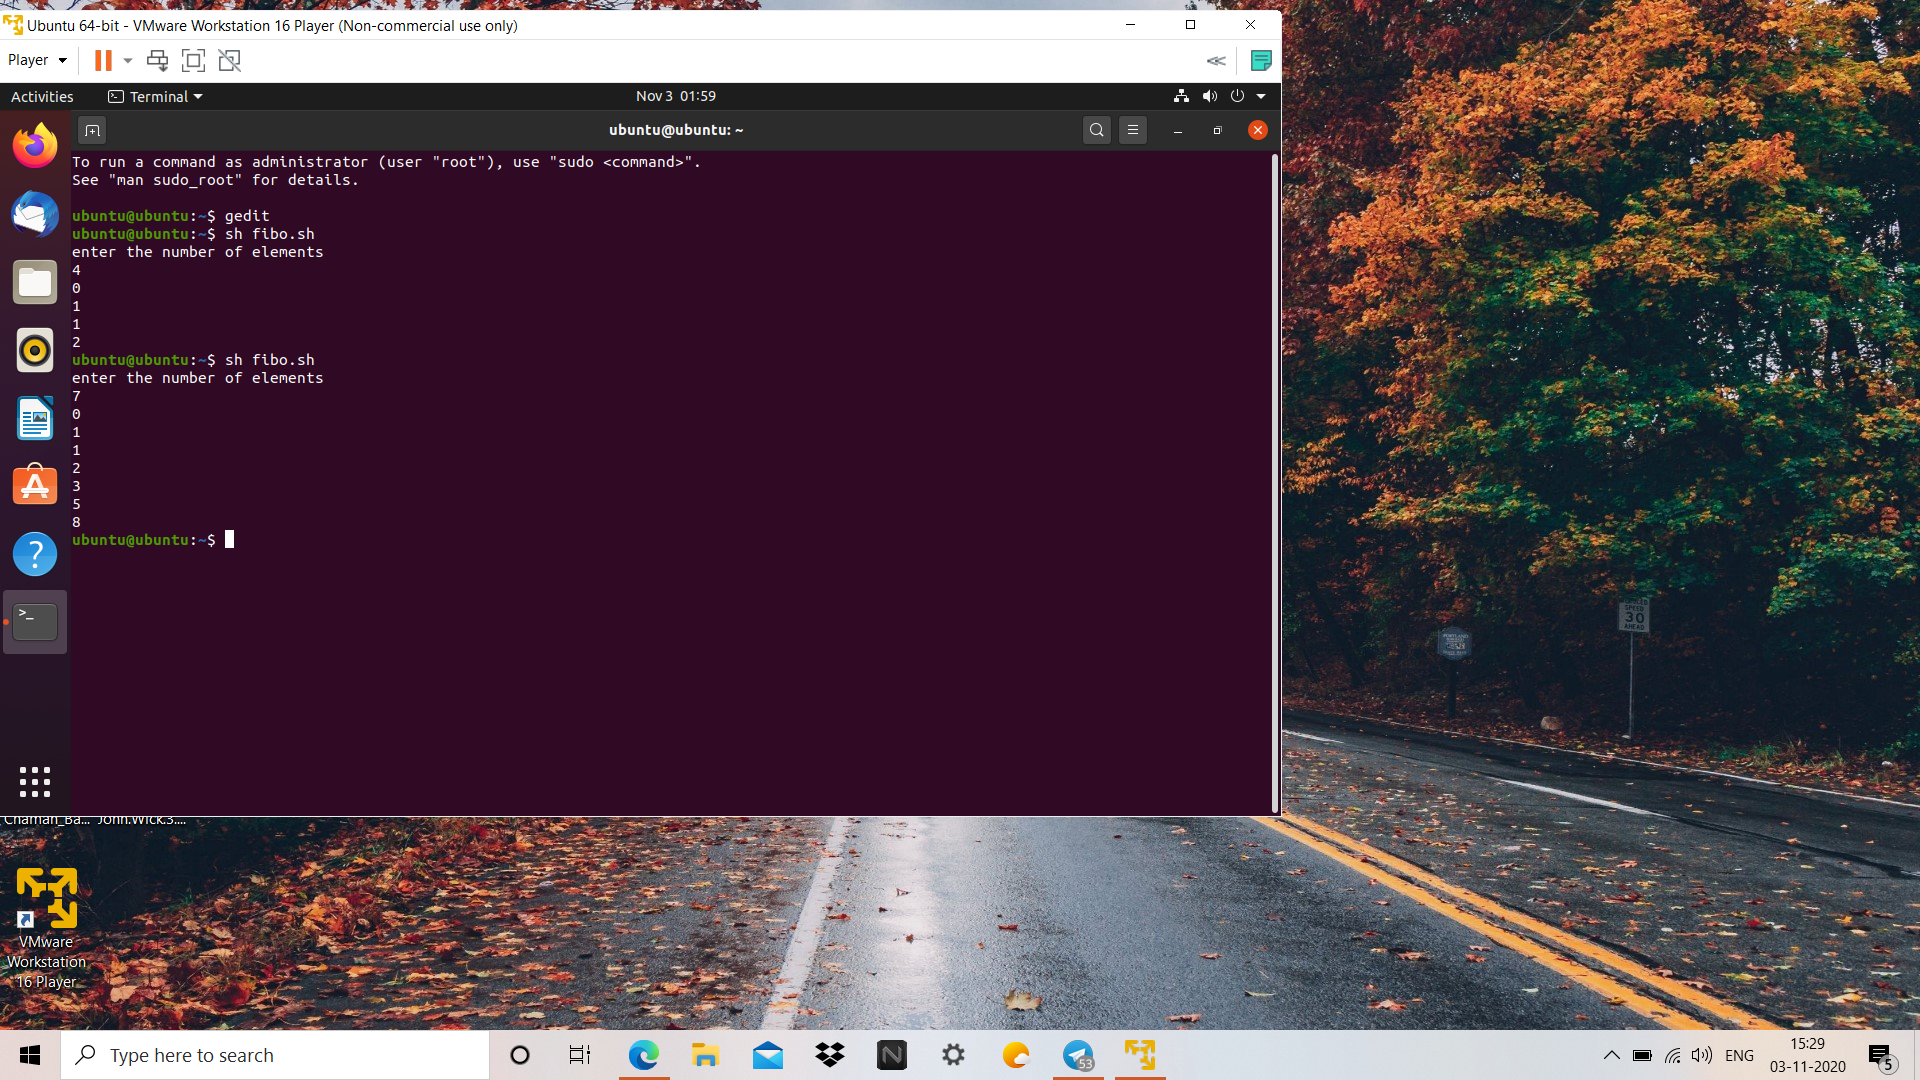 Ubuntu 64-bit - VMware Workstation 16 Player (Non-commercial use only)
Player
Activities
Terminal
Nov 3 01:59
ubuntu@ubuntu: ~
To run a command as administrator (user "root"), use "sudo <command>".
See "man sudo_root" for details.
ubuntu@ubuntu:~$ gedit
ubuntu@ubuntu:~$ sh fibo.sh
enter the number of elements
4
0
1
1
2
ubuntu@ubuntu:~$ sh fibo.sh
enter the number of elements
7
0
1
1
2
3
5
8
ubuntu@ubuntu:~$
SPEED
30
AHEAD
Chaman_Ba... John.Wick.3....
VMware
Workstation
16 Player
Type here to search
53
ENG
15:29
03-11-2020
5